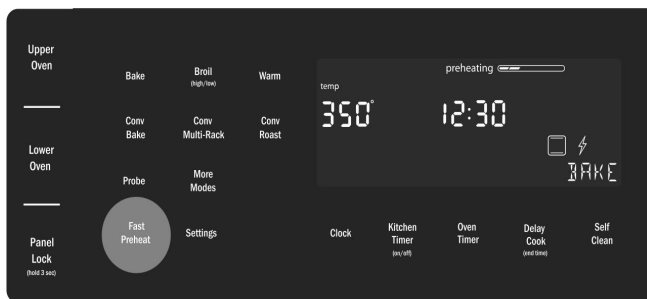 Upper
Oven
Lower
Oven
Panel
Lock
(hold 3 sec)
Bake
Broil
(high/low)
Warm
Conv
Bake
Conv
Multi-Rack
Conv
Roast
Probe
More
Modes
Fast
Preheat
Settings
preheating
temp
350° 12:30
BAKE
Clock
Kitchen
Timer
(on/off)
Oven
Timer
Delay
Cook
(end time)
Self
Clean